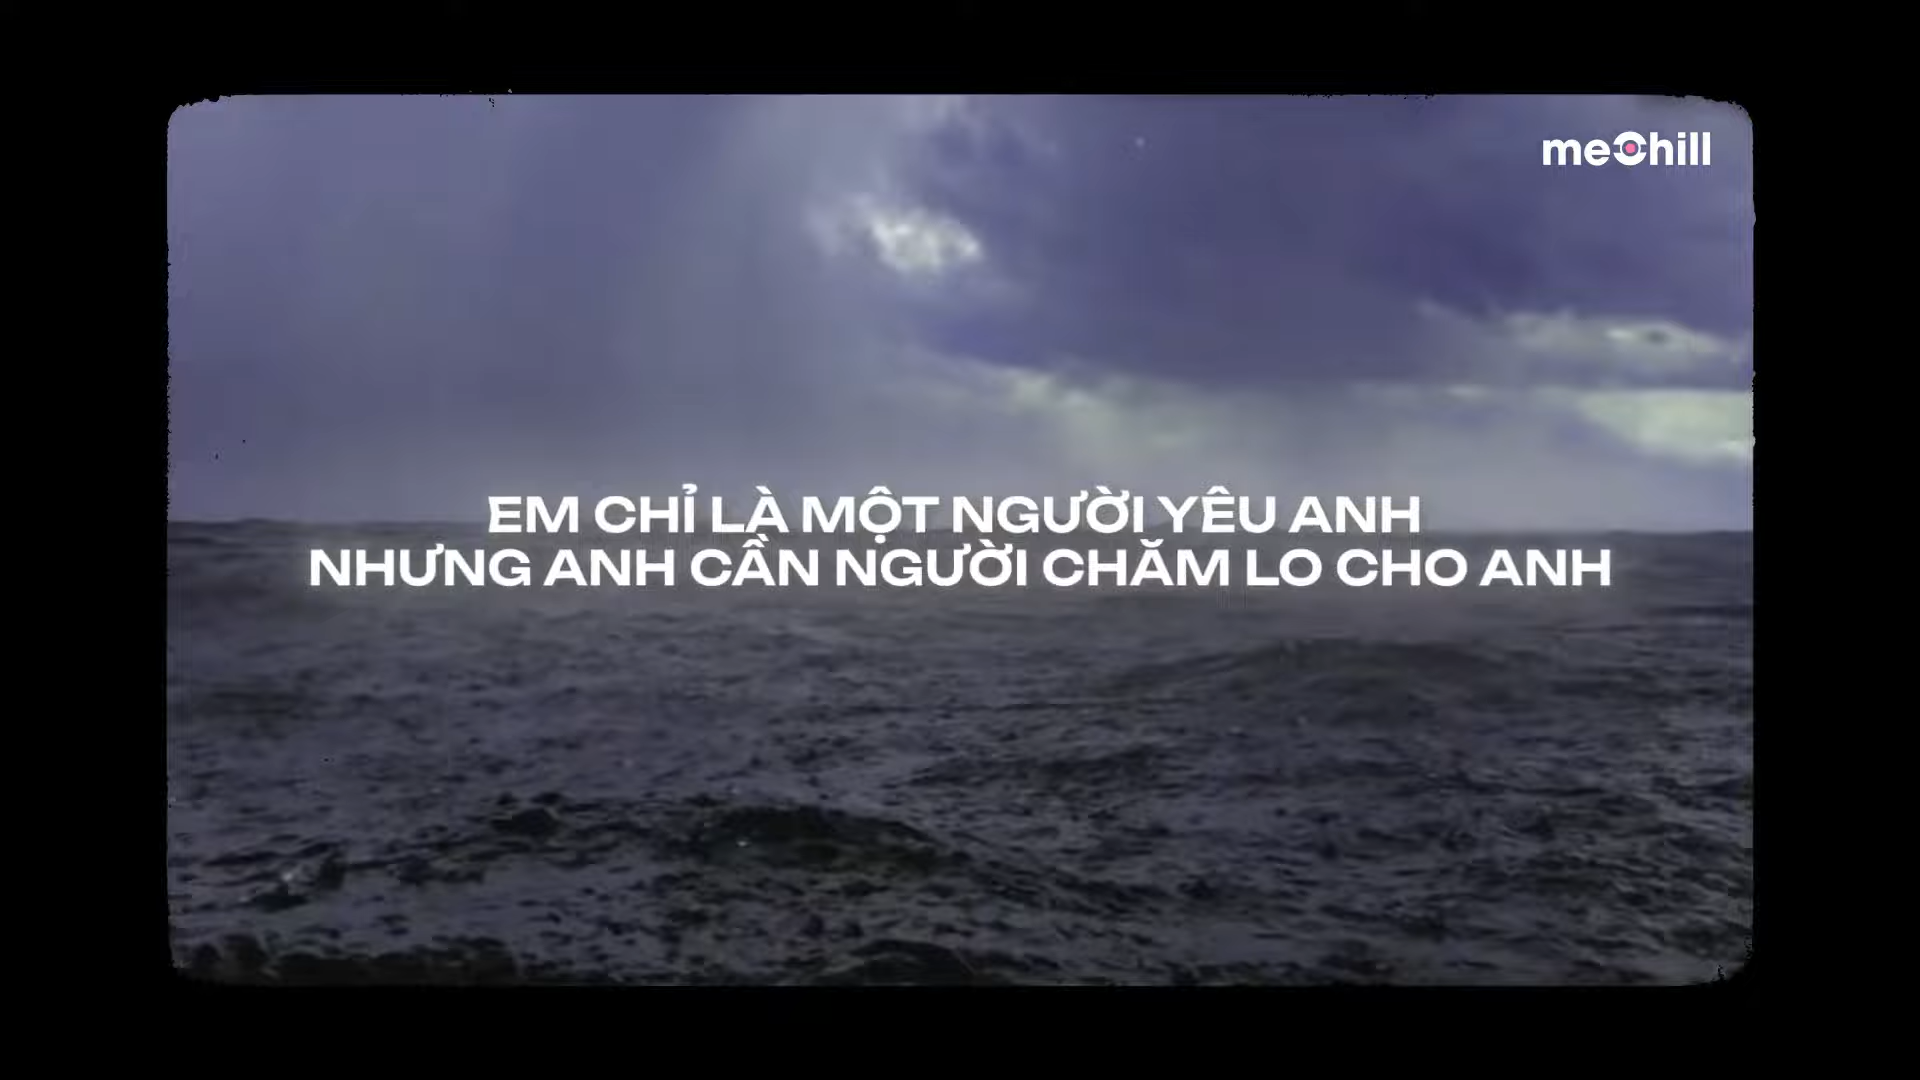 meChill
EM CHỈ LÀ MỘT NGƯỜI YÊU ANH
NHƯNG ANH CẦN NGƯỜI CHĂM LO CHO ANH